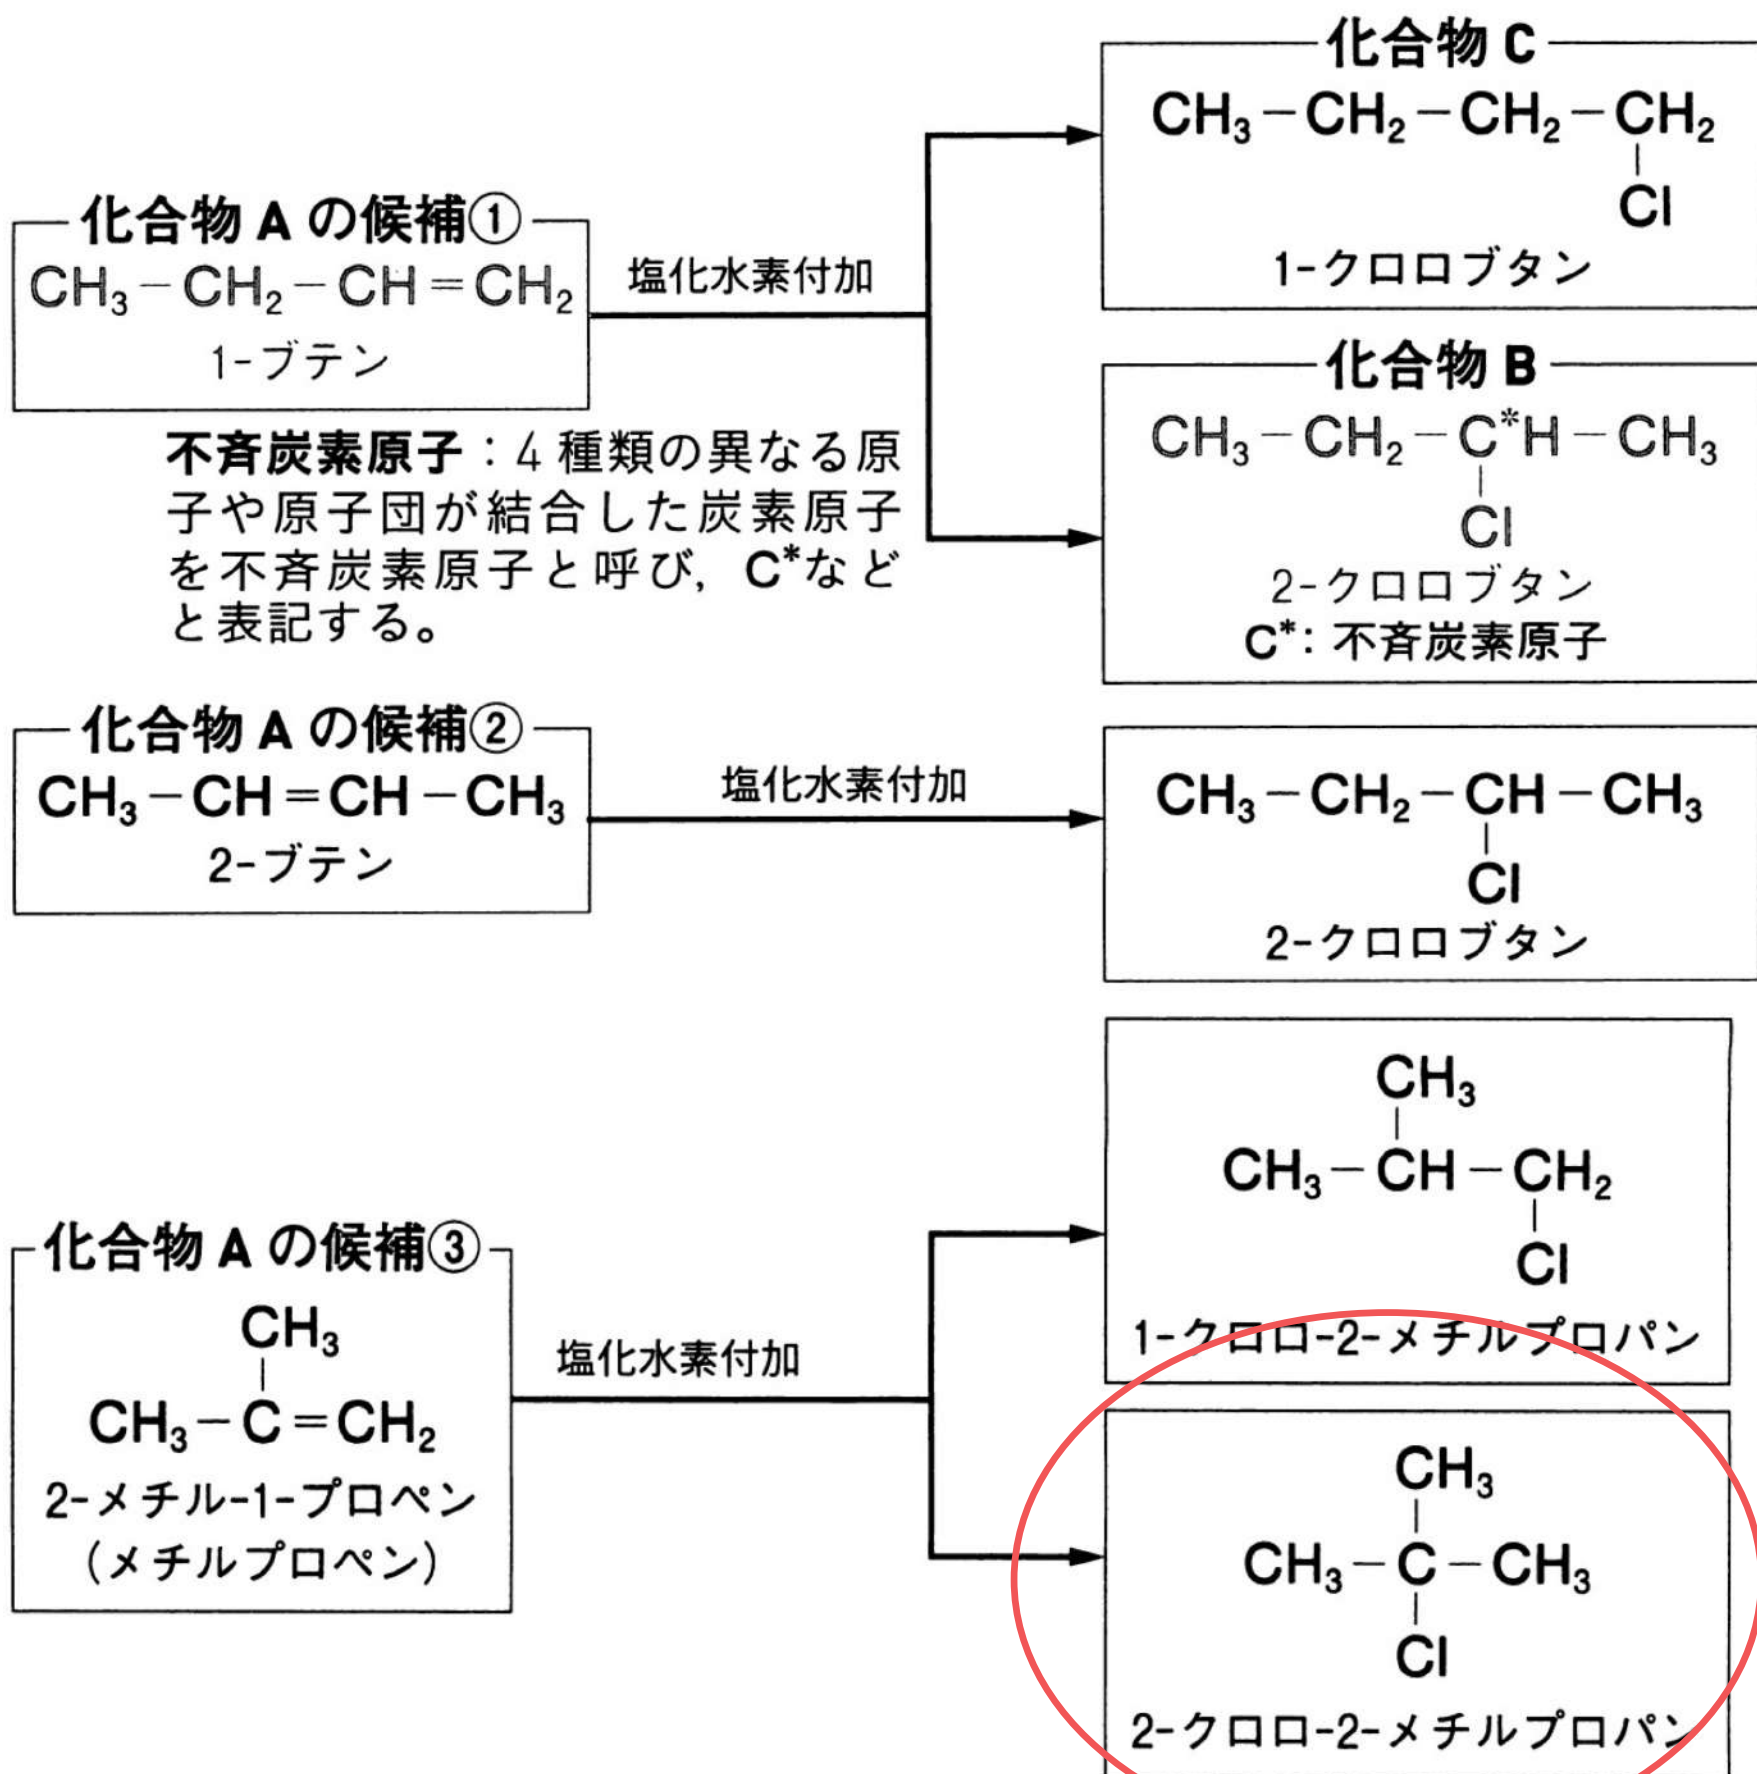 化合物 C
CH₃－CH₂－CH₂－CH₂
Cl
1-クロロブタン
化合物 A の候補①
CH₃－CH₂－CH＝CH₂
1-ブテン
塩化水素付加
化合物 B
CH₃－CH₂－C*H－CH₃
Cl
2-クロロブタン
C*：不斉炭素原子
不斉炭素原子：4 種類の異なる原
子や原子団が結合した炭素原子
を不斉炭素原子と呼び，C*など
と表記する。
化合物 A の候補②
CH₃－CH＝CH－CH₃
2-ブテン
塩化水素付加
CH₃－CH₂－CH－CH₃
Cl
2-クロロブタン
化合物 A の候補③
CH₃
CH₃－C＝CH₂
2-メチル-1-プロペン
（メチルプロペン）
塩化水素付加
CH₃
CH₃－CH－CH₂
Cl
1-クロロ-2-メチルプロパン
CH₃
CH₃－C－CH₃
Cl
2-クロロ-2-メチルプロパン